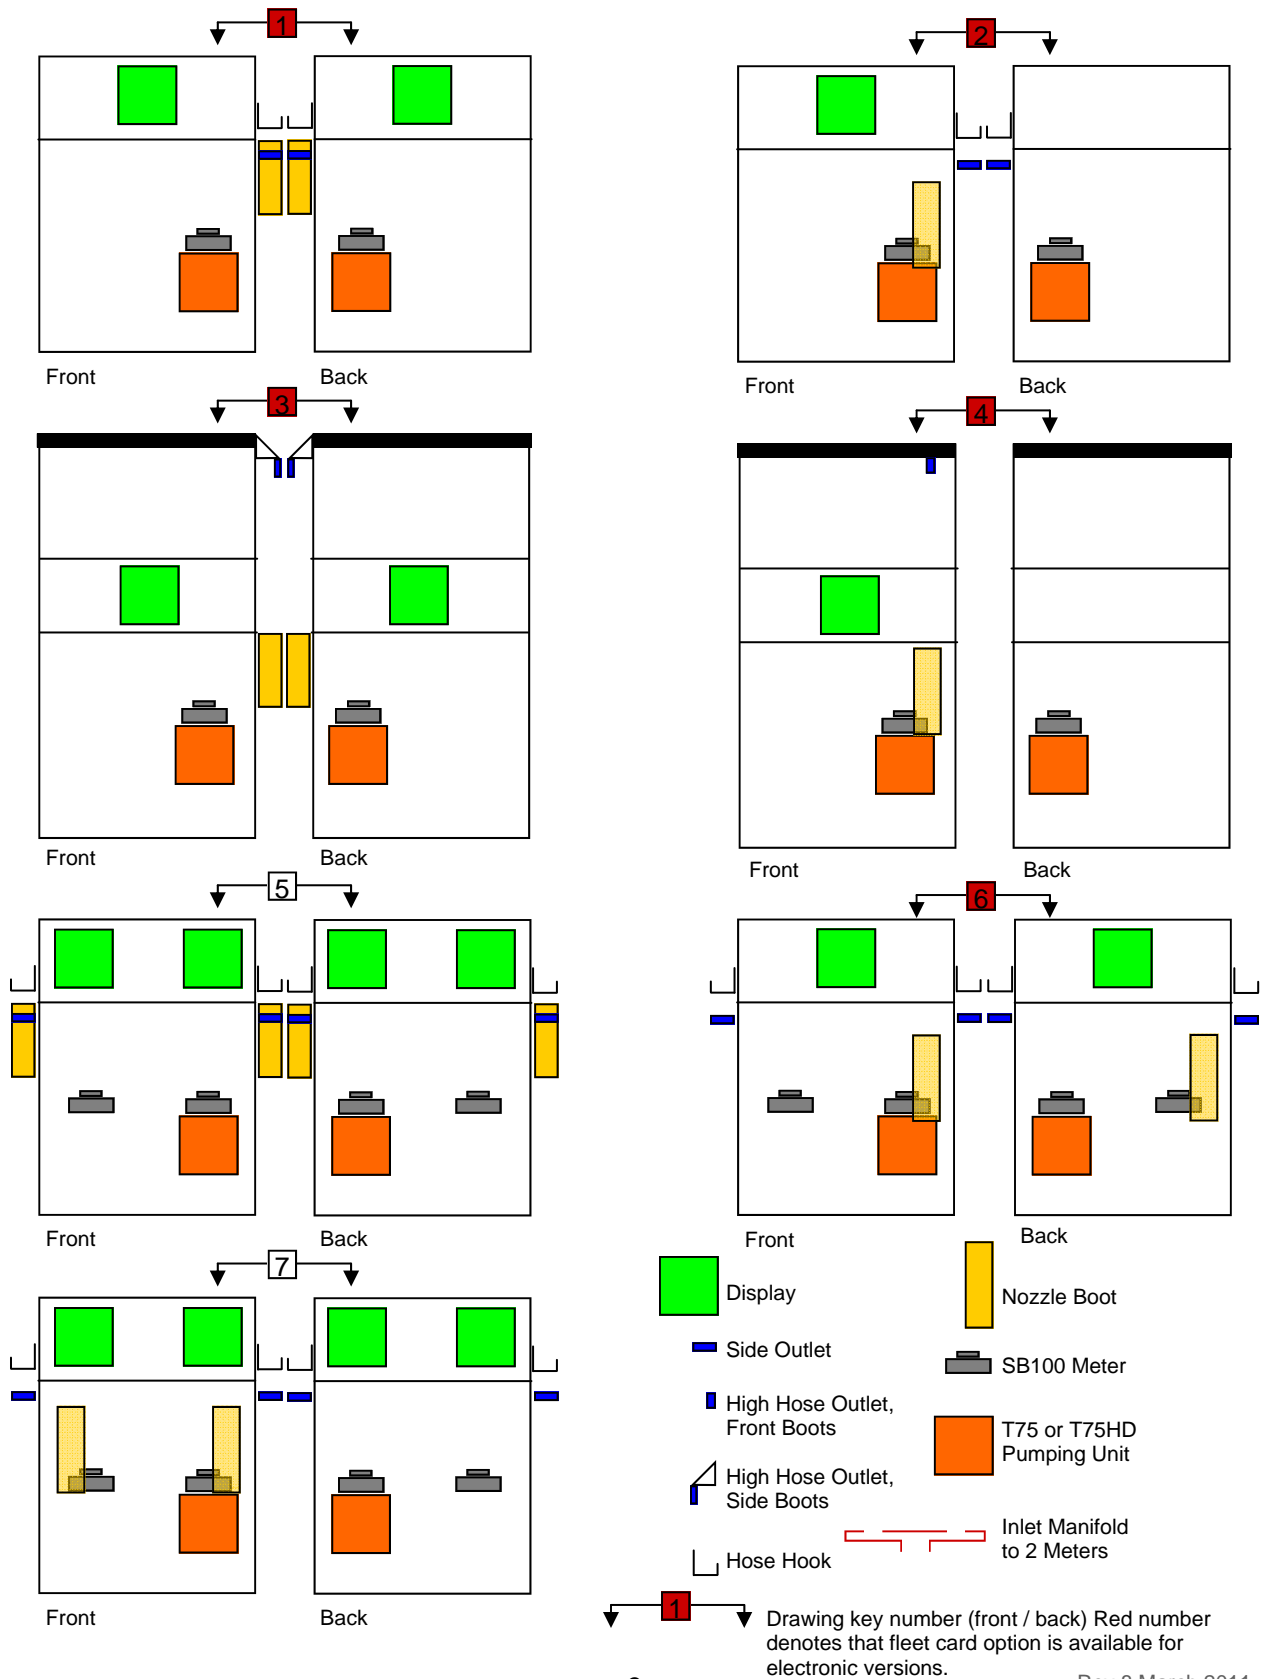 1
2
Front
Back
Front
Back
3
4
Front
Back
Front
Back
5
6
Front
Back
Front
Back
7
Display
Nozzle Boot
Side Outlet
SB100 Meter
High Hose Outlet,
Front Boots
T75 or T75HD
Pumping Unit
High Hose Outlet,
Side Boots
Inlet Manifold
to 2 Meters
Hose Hook
Front
Back
1
Drawing key number (front / back) Red number
denotes that fleet card option is available for
electronic versions.